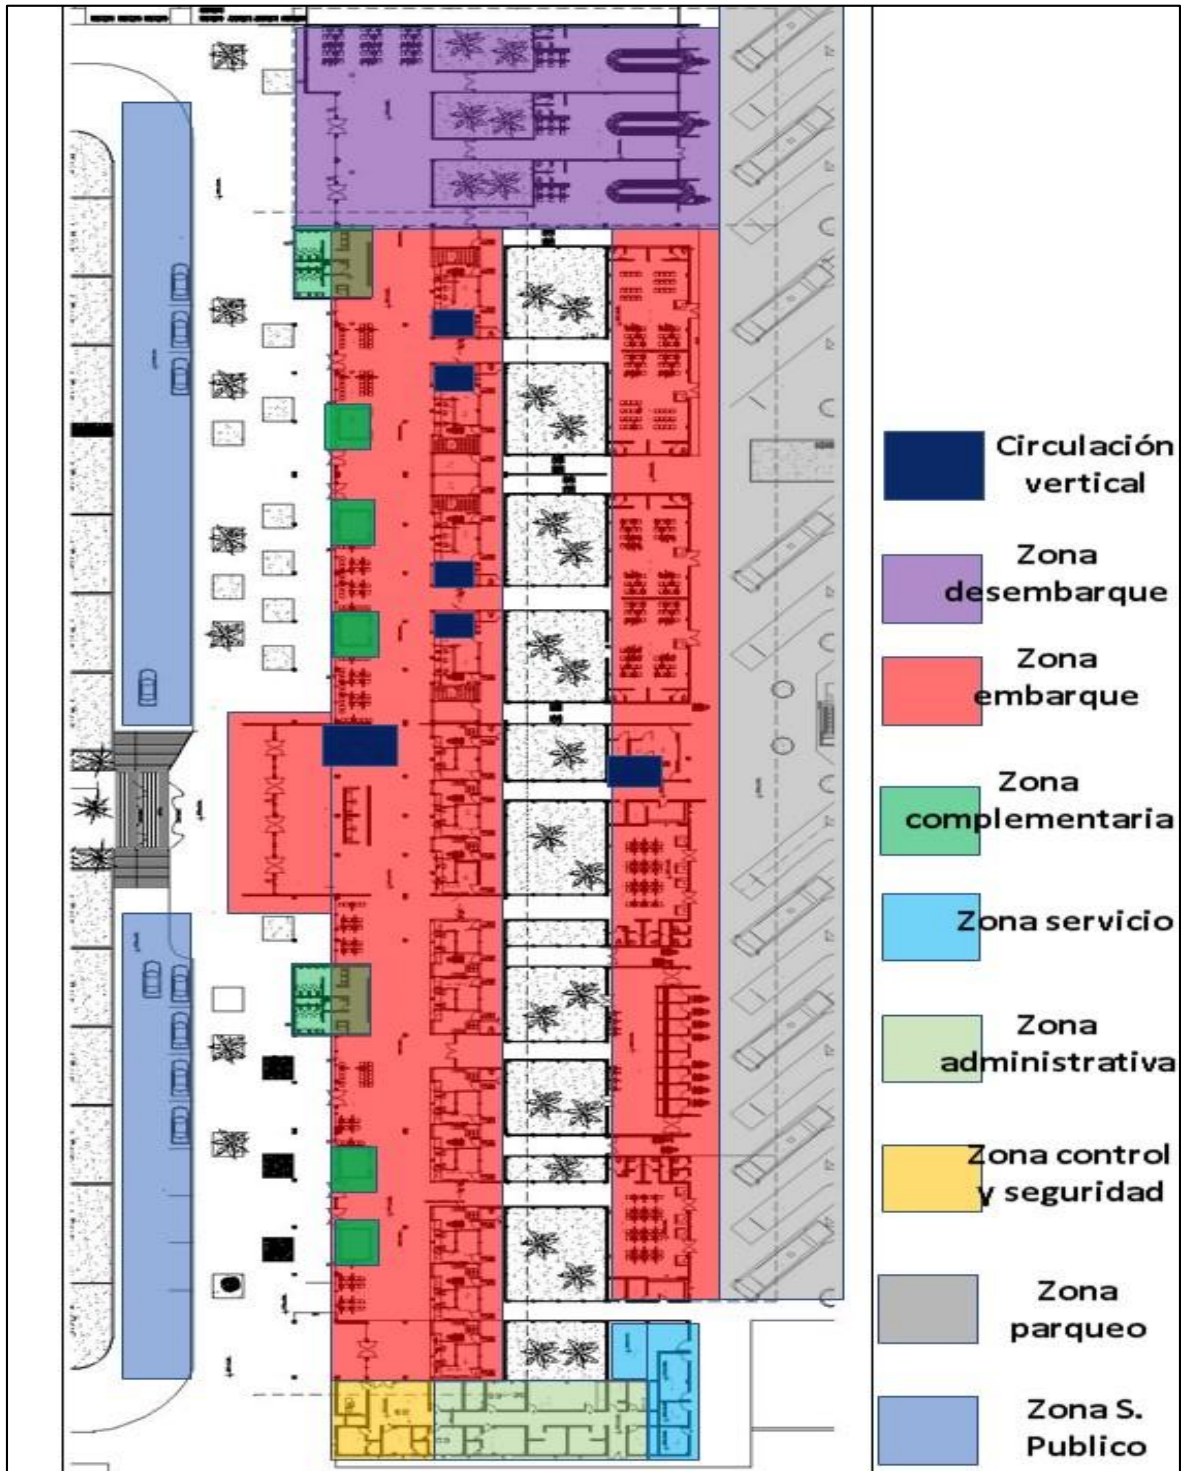 Circulación
vertical
Zona
desembarque
Zona
embarque
Zona
complementaria
Zona servicio
Zona
administrativa
Zona control
y seguridad
Zona
parqueo
Zona S.
Publico